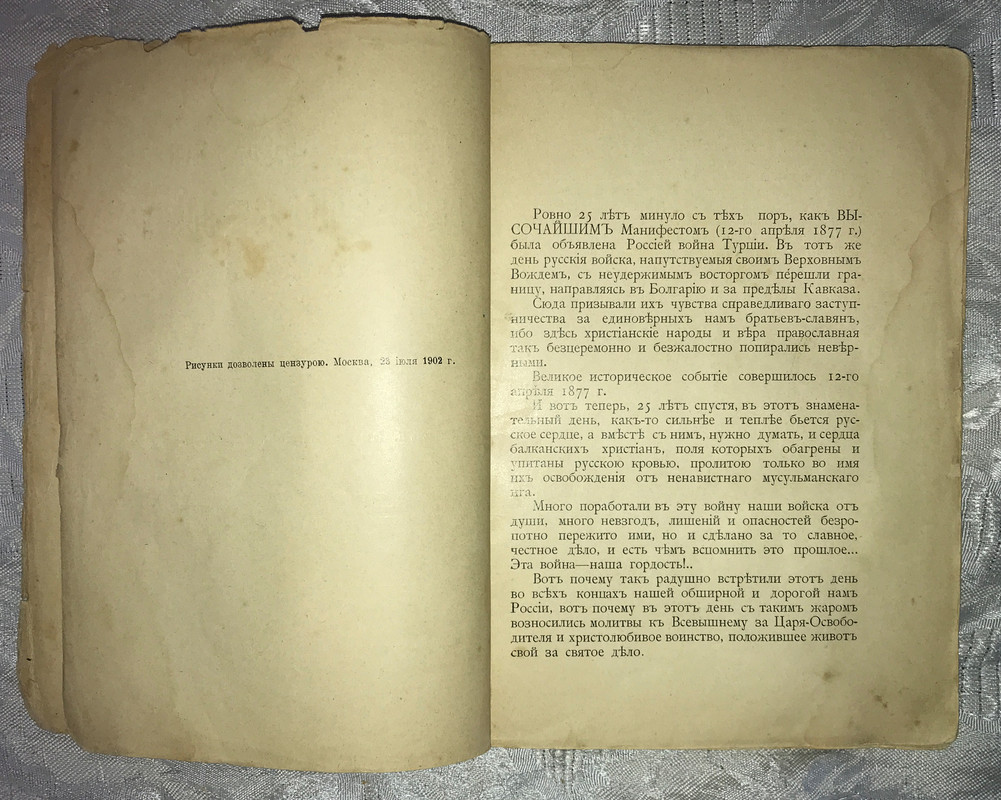 Рисунки дозволены цензурою. Москва, 23 іюля 1902 г.
Ровно 25 лѣтъ минуло съ тѣхъ поръ, какъ ВЫ-
СОЧАЙШИМЪ Манифестомъ (12-го апрѣля 1877 г.)
была объявлена Россіей война Турціи. Въ тотъ же
день русскія войска, напутствуемыя своимъ Верховнымъ
Вождемъ, съ неудержимымъ восторгомъ перешли гра-
ницу, направляясь въ Болгарію и за предѣлы Кавказа.
Сюда призывали ихъ чувства справедливаго заступ-
ничества за единовѣрныхъ намъ братьевъ-славянъ,
ибо здѣсь христіанскіе народы и вѣра православная
такъ безцеремонно и безжалостно попирались невѣр-
ными.
Великое историческое событіе совершилось 12-го
апрѣля 1877 г.
И вотъ теперь, 25 лѣтъ спустя, въ этотъ знамена-
тельный день, какъ-то сильнѣе и теплѣе бьется рус-
ское сердце, а вмѣстѣ съ нимъ, нужно думать, и сердца
балканскихъ христіанъ, поля которыхъ обагрены и
упитаны русскою кровью, пролитою только во имя
ихъ освобожденія отъ ненавистнаго мусульманскаго
ига.
Много поработали въ эту войну наши войска отъ
души, много невзгодъ, лишеній и опасностей безро-
потно пережито ими, но и сдѣлано за то славное,
честное дѣло, и есть чѣмъ вспомнить это прошлое...
Эта война—наша гордость!..
Вотъ почему такъ радушно встрѣтили этотъ день
во всѣхъ концахъ нашей обширной и дорогой намъ
Россіи, вотъ почему въ этотъ день съ такимъ жаромъ
возносились молитвы къ Всевышнему за Царя-Освобо-
дителя и христолюбивое воинство, положившее животъ
свой за святое дѣло.